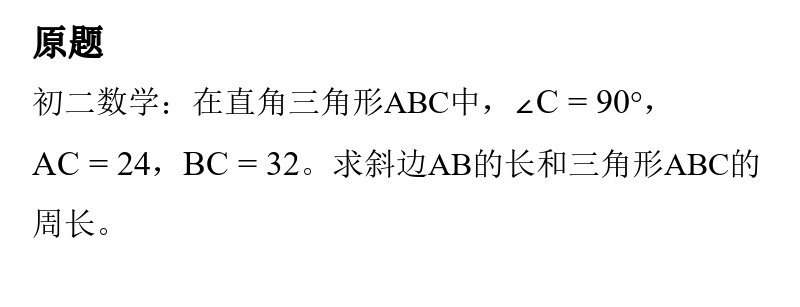 原题
初二数学：在直角三角形ABC中，∠C = 90°，
AC = 24，BC = 32。求斜边AB的长和三角形ABC的
周长。